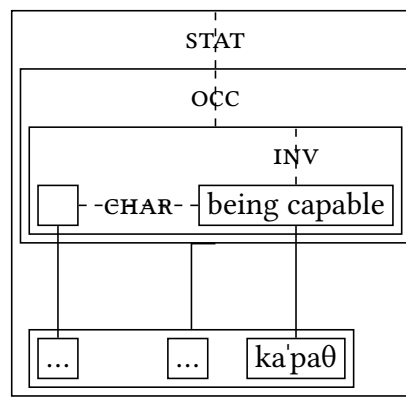 STAT
OCC
INV
CHAR being capable
... ... kaˈpaθ